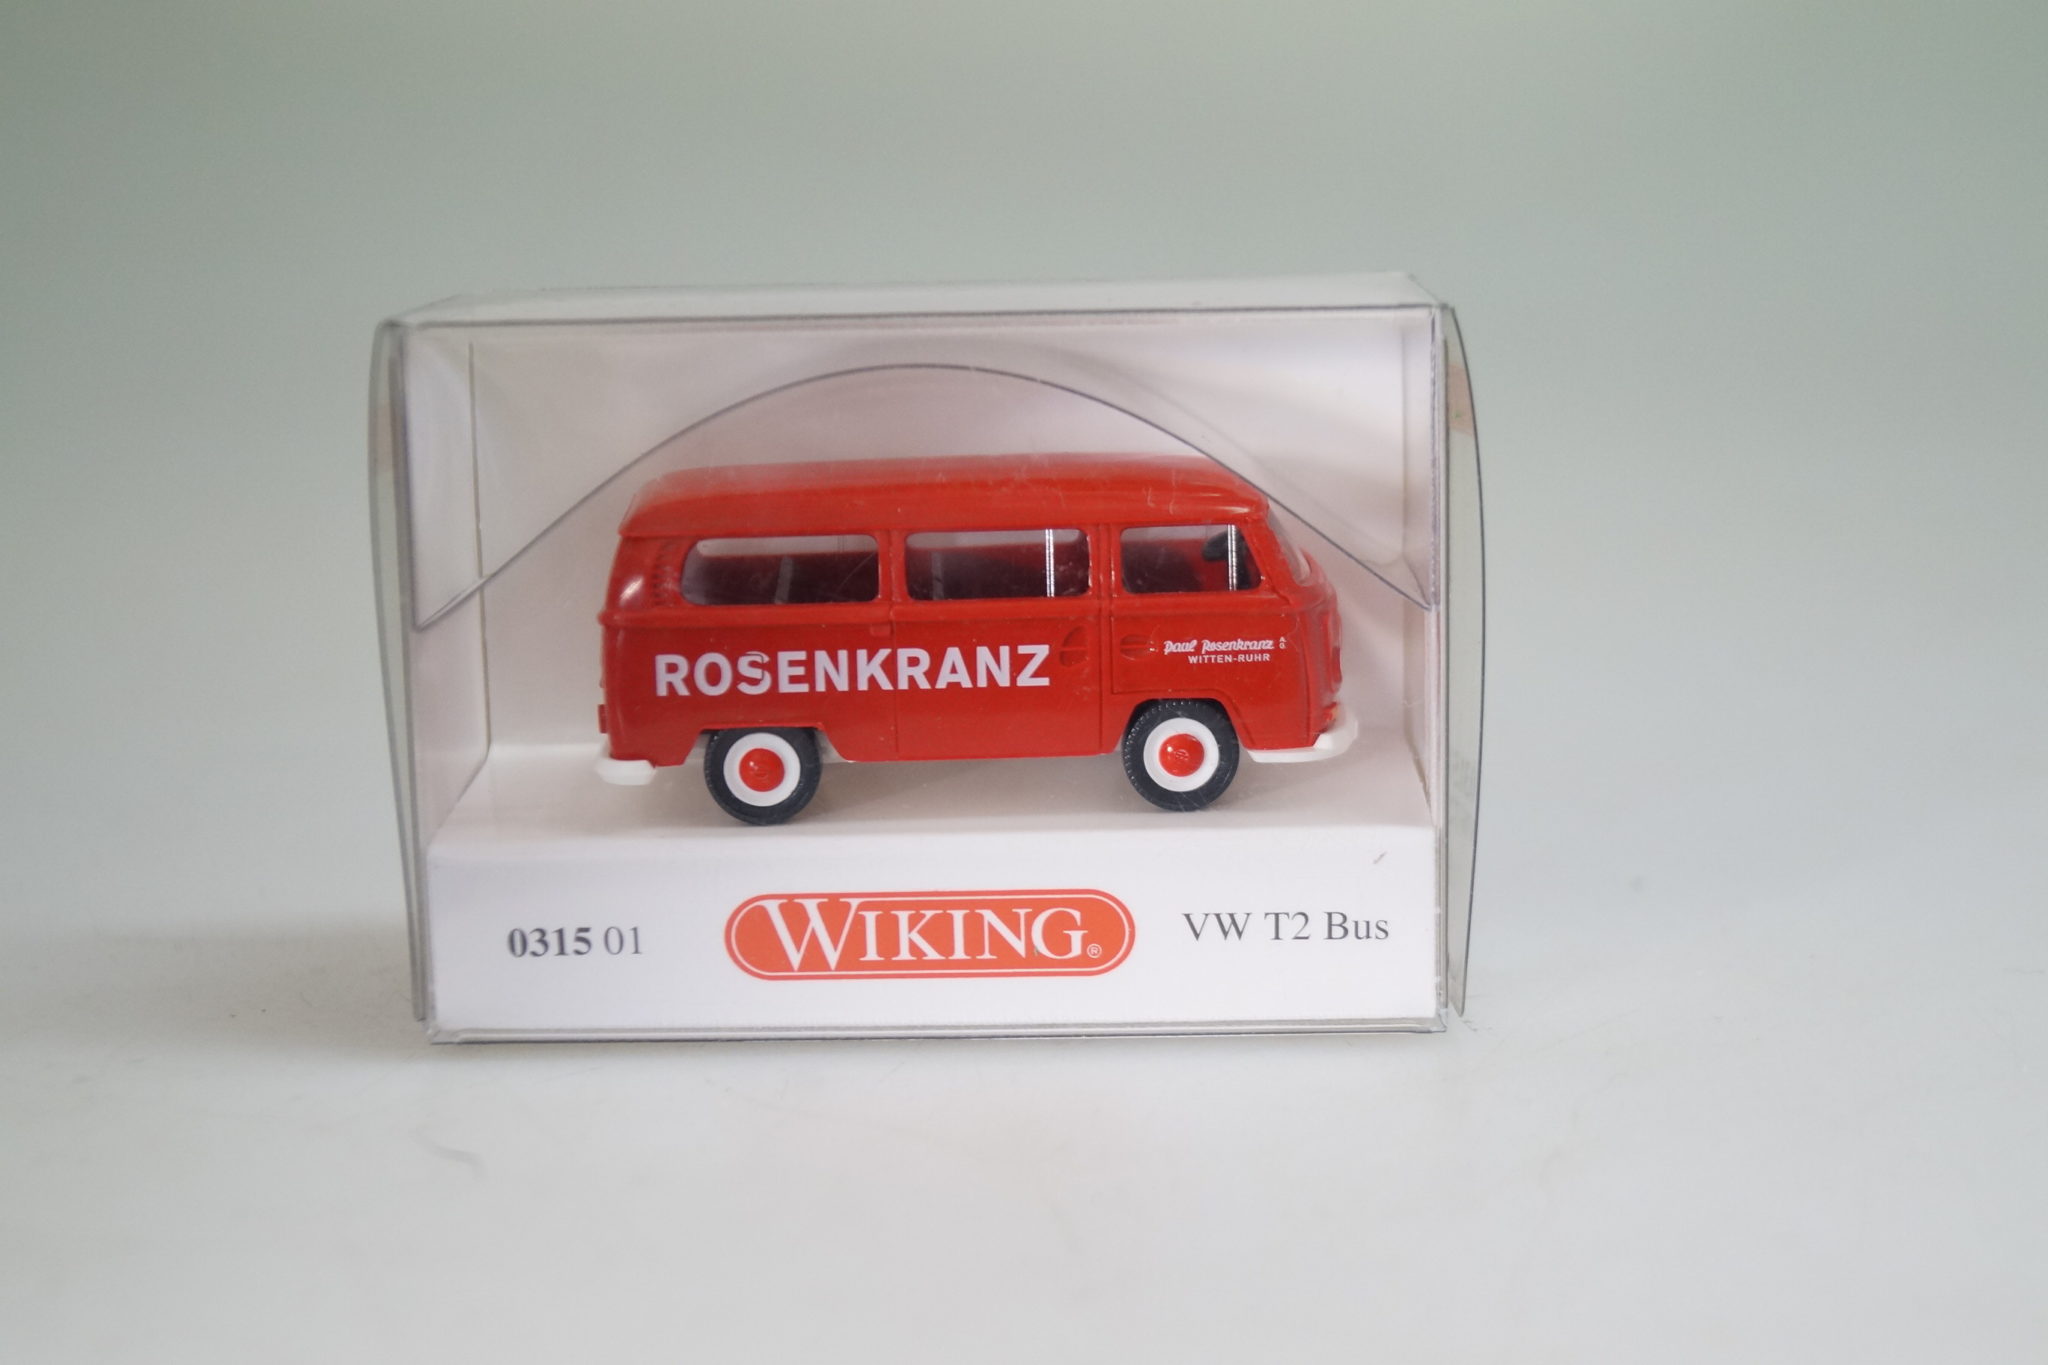 ROSENKRANZ
Paul Rosenkranz A.G.
WITTEN-RUHR
0315 01
WIKING®
VW T2 Bus